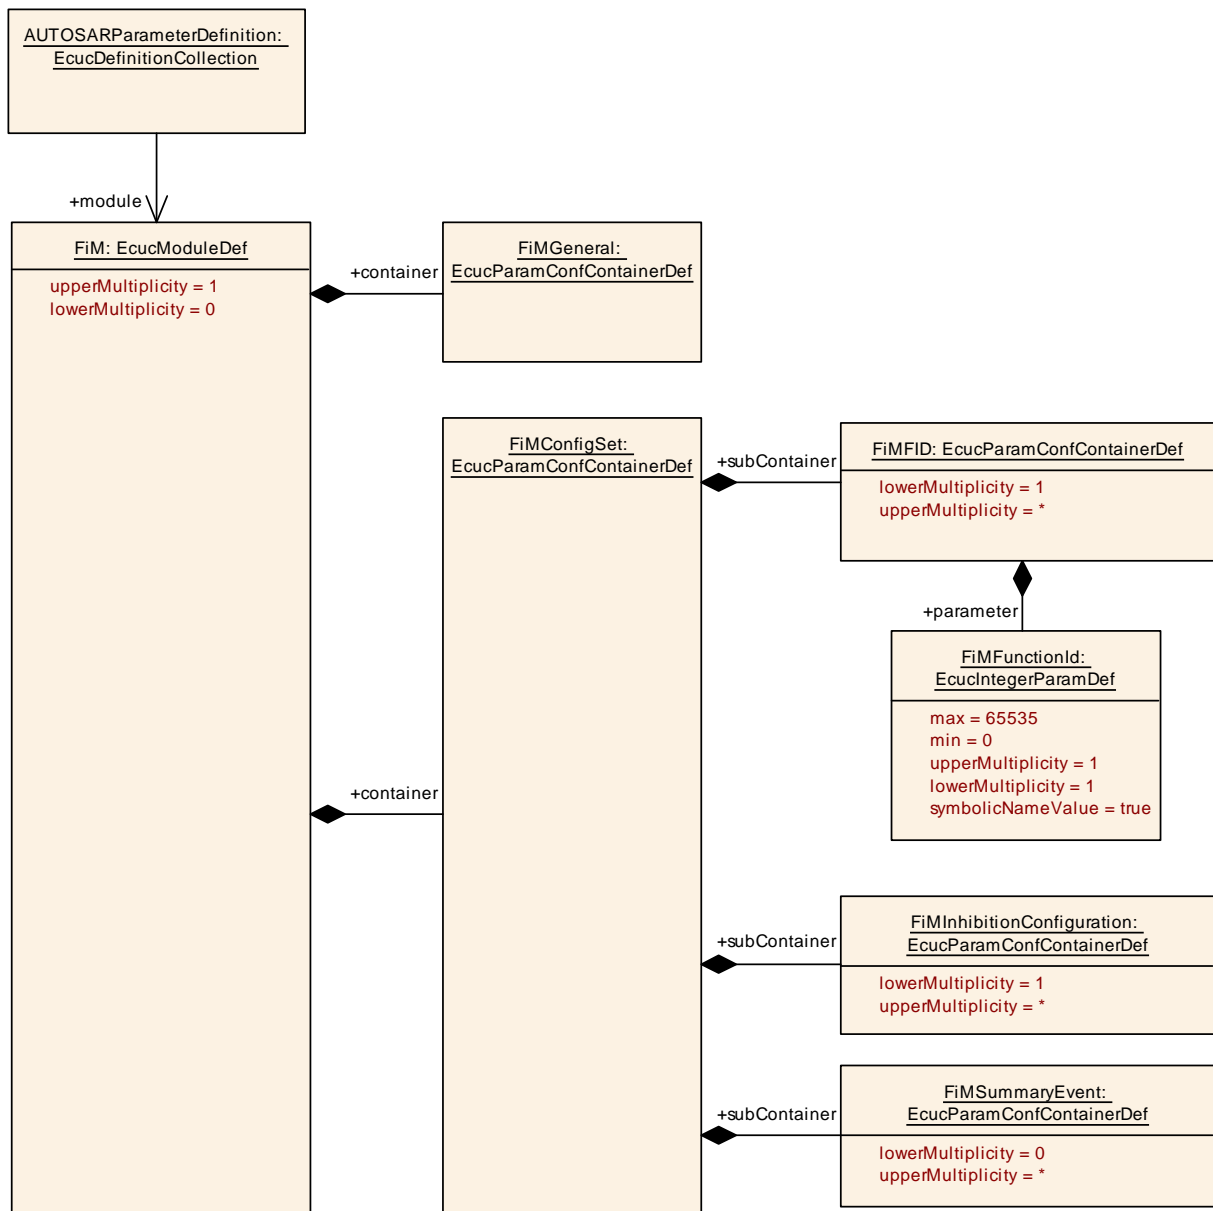 AUTOSARParameterDefinition:
EcucDefinitionCollection
+module
FiM: EcucModuleDef
upperMultiplicity = 1
lowerMultiplicity = 0
+container
FiMGeneral:
EcucParamConfContainerDef
+container
FiMConfigSet:
EcucParamConfContainerDef
+subContainer
FiMFID: EcucParamConfContainerDef
lowerMultiplicity = 1
upperMultiplicity = *
+parameter
FiMFunctionId:
EcucIntegerParamDef
max = 65535
min = 0
upperMultiplicity = 1
lowerMultiplicity = 1
symbolicNameValue = true
+subContainer
FiMInhibitionConfiguration:
EcucParamConfContainerDef
lowerMultiplicity = 1
upperMultiplicity = *
+subContainer
FiMSummaryEvent:
EcucParamConfContainerDef
lowerMultiplicity = 0
upperMultiplicity = *